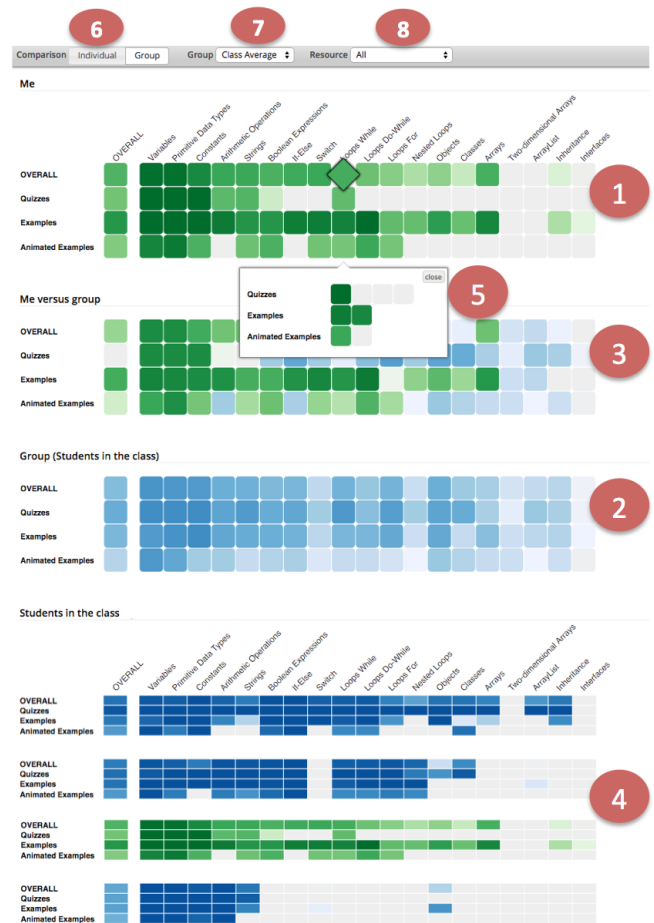 6
7
8
Comparison Individual Group Group Class Average Resource All
Me
OVERALL Variables Primitive Data Types Constants Arithmetic Operations Strings Boolean Expressions If-Else Switch Loops While Loops Do-While Loops For Nested Loops Objects Classes Arrays Two-dimensional Arrays ArrayList Inheritance Interfaces
OVERALL
1
Quizzes
Examples
Animated Examples
close
5
Quizzes
Examples
Animated Examples
Me versus group
OVERALL
3
Quizzes
Examples
Animated Examples
Group (Students in the class)
OVERALL
2
Quizzes
Examples
Animated Examples
Students in the class
OVERALL Variables Primitive Data Types Constants Arithmetic Operations Strings Boolean Expressions If-Else Switch Loops While Loops Do-While Loops For Nested Loops Objects Classes Arrays Two-dimensional Arrays ArrayList Inheritance Interfaces
OVERALL
Quizzes
Examples
Animated Examples
OVERALL
Quizzes
Examples
Animated Examples
4
OVERALL
Quizzes
Examples
Animated Examples
OVERALL
Quizzes
Examples
Animated Examples